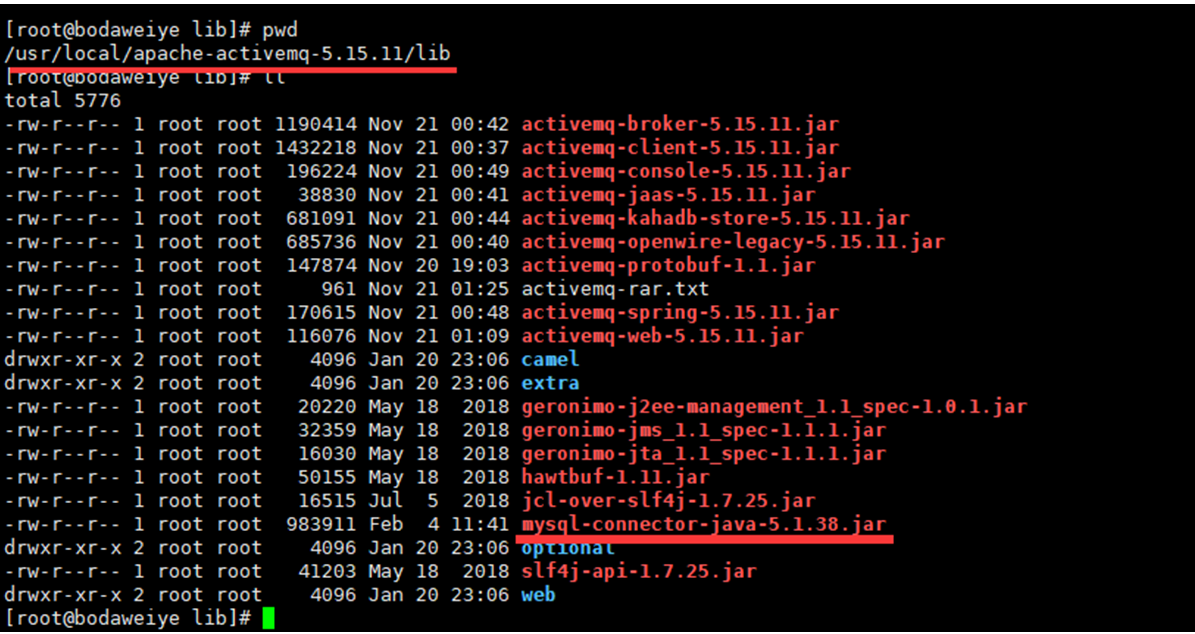 [root@bodaweiye lib]# pwd
/usr/local/apache-activemq-5.15.11/lib
[root@bodaweiye lib]# ll
total 5776
-rw-r--r-- 1 root root 1190414 Nov 21 00:42 activemq-broker-5.15.11.jar
-rw-r--r-- 1 root root 1432218 Nov 21 00:37 activemq-client-5.15.11.jar
-rw-r--r-- 1 root root  196224 Nov 21 00:49 activemq-console-5.15.11.jar
-rw-r--r-- 1 root root   38830 Nov 21 00:41 activemq-jaas-5.15.11.jar
-rw-r--r-- 1 root root  681091 Nov 21 00:44 activemq-kahadb-store-5.15.11.jar
-rw-r--r-- 1 root root  685736 Nov 21 00:40 activemq-openwire-legacy-5.15.11.jar
-rw-r--r-- 1 root root  147874 Nov 20 19:03 activemq-protobuf-1.1.jar
-rw-r--r-- 1 root root     961 Nov 21 01:25 activemq-rar.txt
-rw-r--r-- 1 root root  170615 Nov 21 00:48 activemq-spring-5.15.11.jar
-rw-r--r-- 1 root root  116076 Nov 21 01:09 activemq-web-5.15.11.jar
drwxr-xr-x 2 root root    4096 Jan 20 23:06 camel
drwxr-xr-x 2 root root    4096 Jan 20 23:06 extra
-rw-r--r-- 1 root root   20220 May 18  2018 geronimo-j2ee-management_1.1_spec-1.0.1.jar
-rw-r--r-- 1 root root   32359 May 18  2018 geronimo-jms_1.1_spec-1.1.1.jar
-rw-r--r-- 1 root root   16030 May 18  2018 geronimo-jta_1.1_spec-1.1.1.jar
-rw-r--r-- 1 root root   50155 May 18  2018 hawtbuf-1.11.jar
-rw-r--r-- 1 root root   16515 Jul  5  2018 jcl-over-slf4j-1.7.25.jar
-rw-r--r-- 1 root root  983911 Feb  4 11:41 mysql-connector-java-5.1.38.jar
drwxr-xr-x 2 root root    4096 Jan 20 23:06 optional
-rw-r--r-- 1 root root   41203 May 18  2018 slf4j-api-1.7.25.jar
drwxr-xr-x 2 root root    4096 Jan 20 23:06 web
[root@bodaweiye lib]#